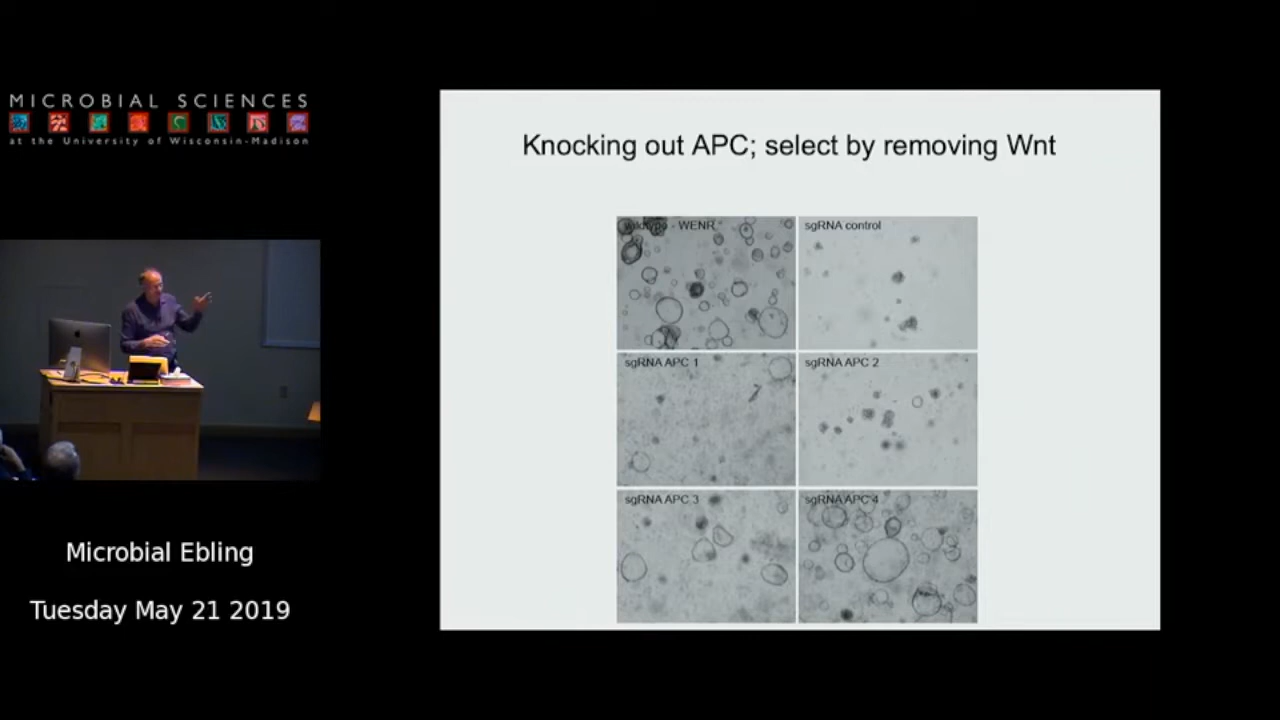 MICROBIAL SCIENCES
at the University of Wisconsin-Madison
Microbial Ebling
Tuesday May 21 2019
Knocking out APC; select by removing Wnt
wildtype - WENR
sgRNA control
sgRNA APC 1
sgRNA APC 2
sgRNA APC 3
sgRNA APC 4